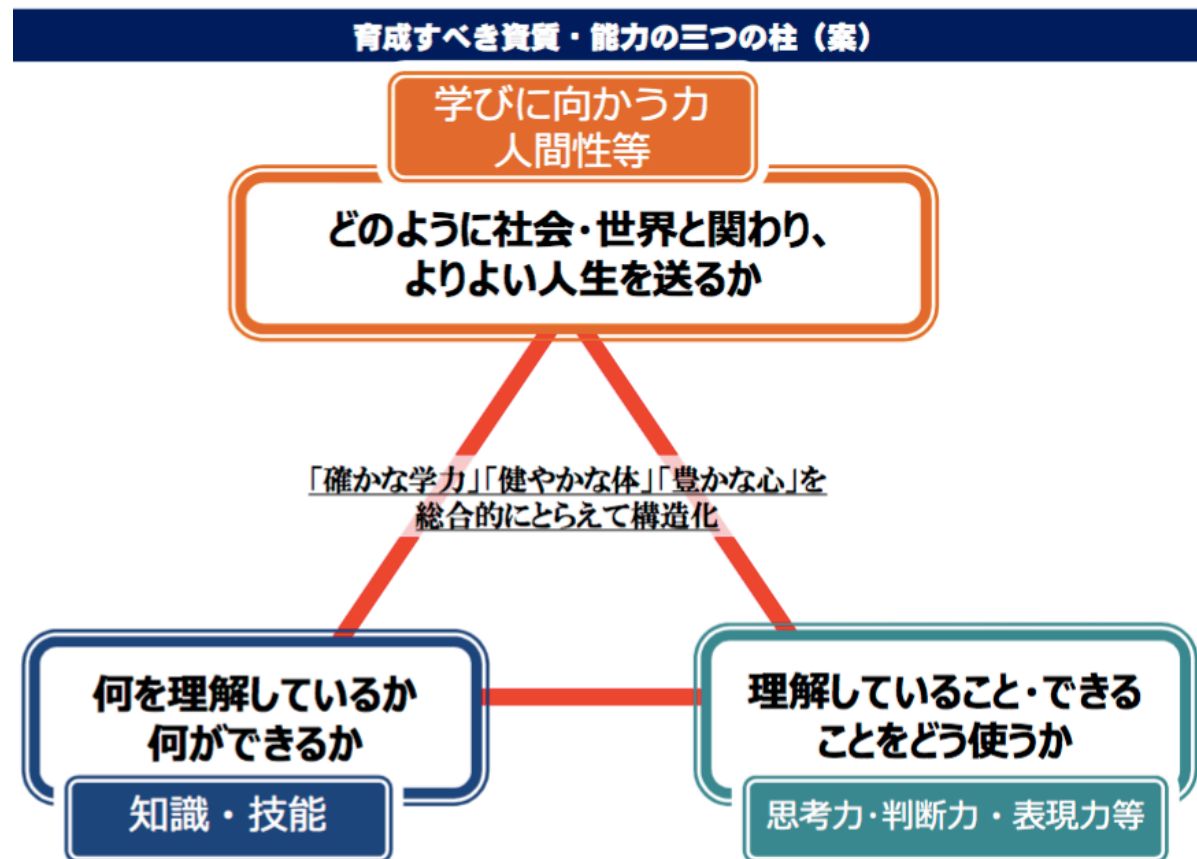 育成すべき資質・能力の三つの柱（案）
学びに向かう力
人間性等
どのように社会・世界と関わり、
よりよい人生を送るか
「確かな学力」「健やかな体」「豊かな心」を
総合的にとらえて構造化
何を理解しているか
何ができるか
知識・技能
理解していること・できる
ことをどう使うか
思考力・判断力・表現力等